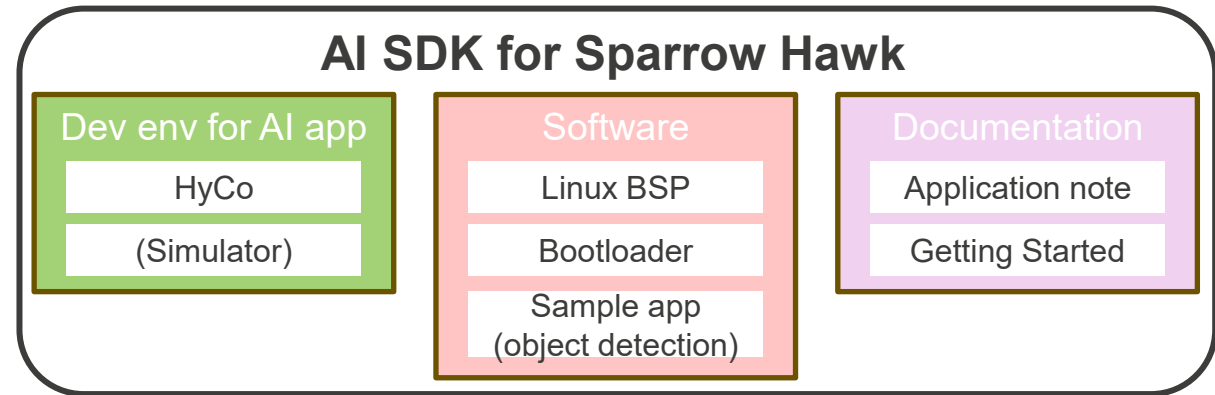 AI SDK for Sparrow Hawk
Dev env for AI app
HyCo
(Simulator)
Software
Linux BSP
Bootloader
Sample app
(object detection)
Documentation
Application note
Getting Started